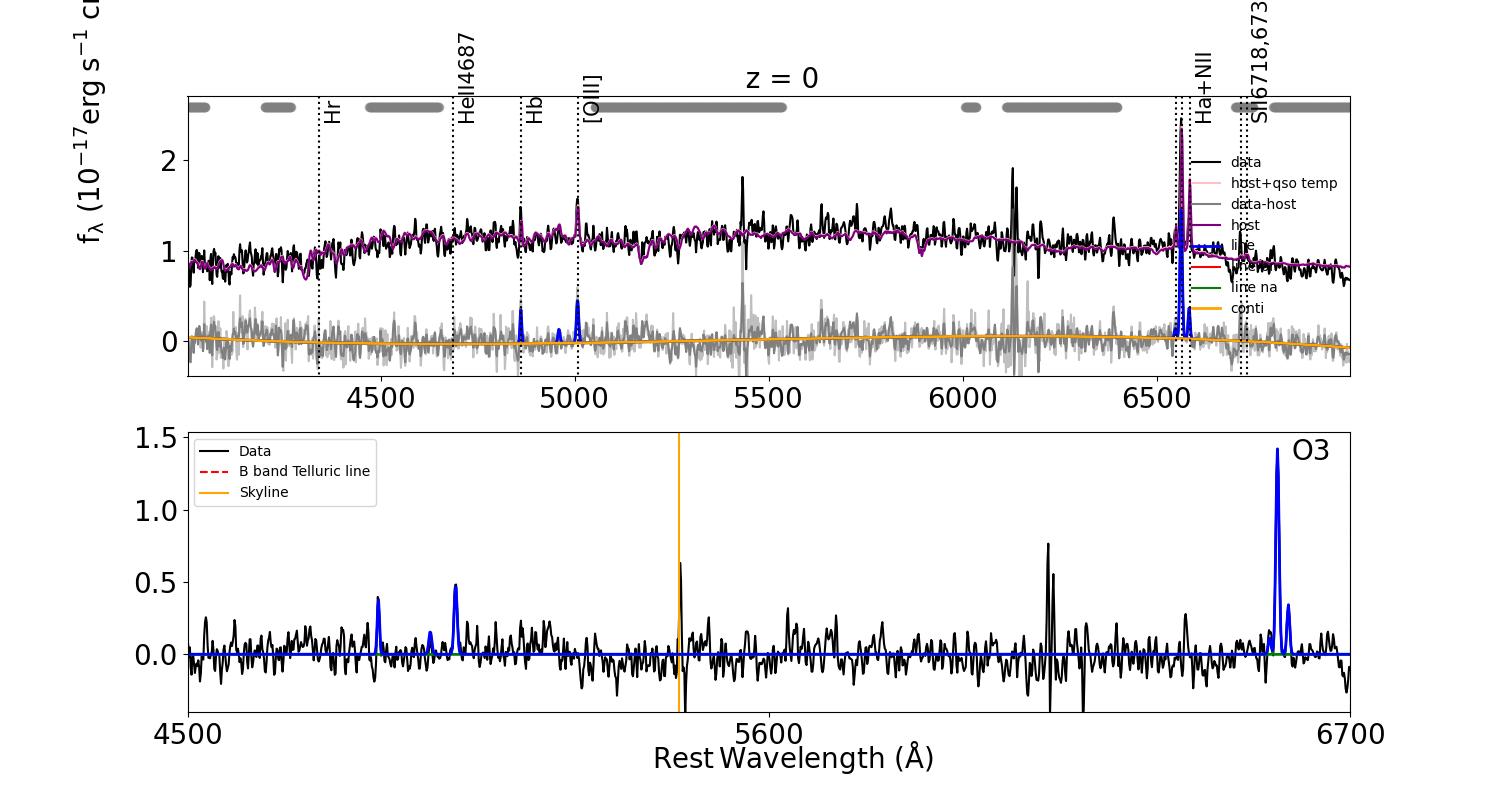 z = 0
f_λ (10^−17 erg s^−1 c
Hr
HeII4687
Hb
[OIII]
Ha+NII
SII6718,673
data
host+qso temp
data-host
host
line
line na
conti
2
1
0
4500
5000
5500
6000
6500
Data
B band Telluric line
Skyline
O3
1.5
1.0
0.5
0.0
4500
5600
6700
Rest Wavelength (Å)